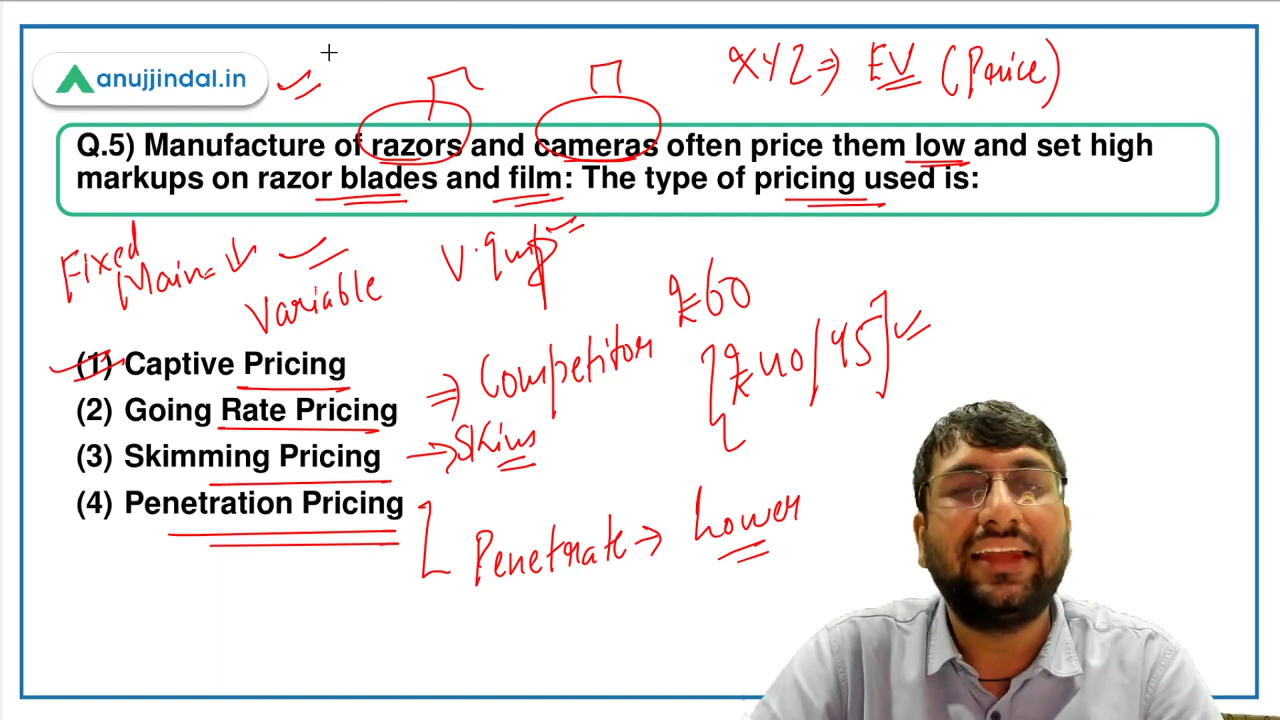 anujjindal.in
XYZ ⇒ EV (Price)
Q.5) Manufacture of razors and cameras often price them low and set high
markups on razor blades and film: The type of pricing used is:
Fixed
Main=
Variable
₹60
(1) Captive Pricing
⇒ Competitor
₹40/45
(2) Going Rate Pricing
(3) Skimming Pricing
(4) Penetration Pricing
Penetrate → Lower